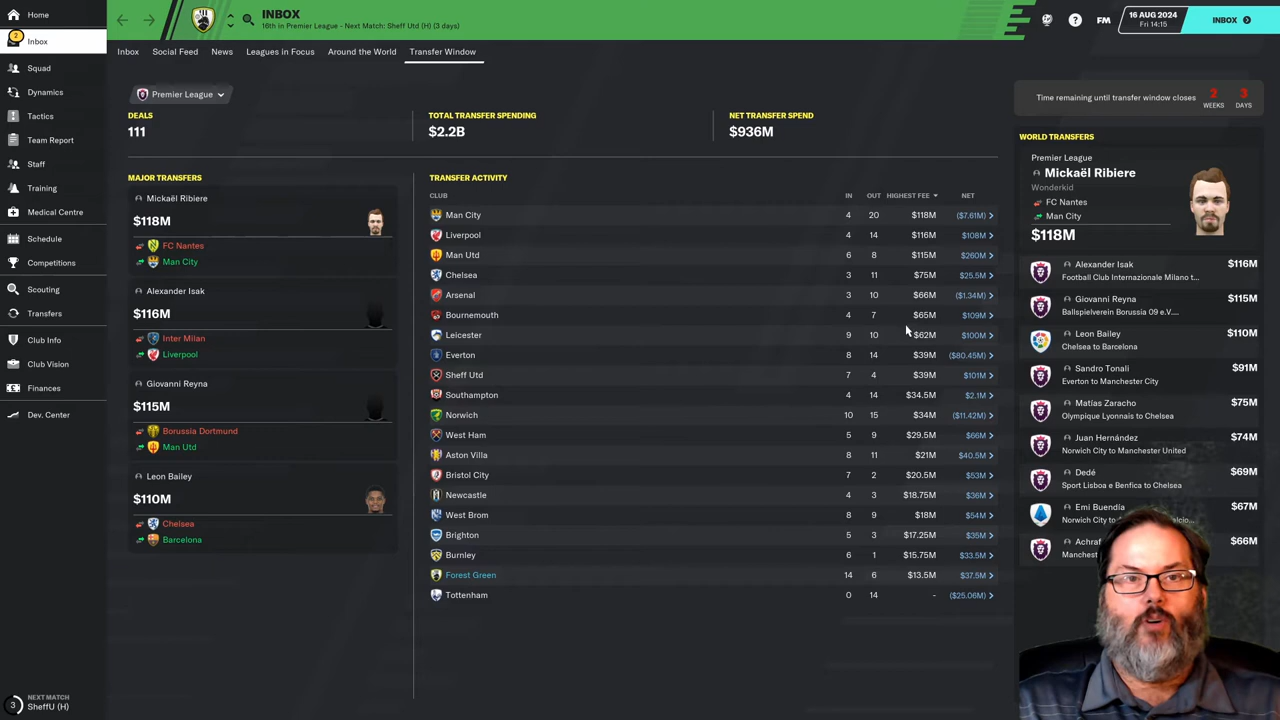 Home
2
Inbox
Squad
Dynamics
Tactics
Team Report
Staff
Training
Medical Centre
Schedule
Competitions
Scouting
Transfers
Club Info
Club Vision
Finances
Dev. Center
3
NEXT MATCH
SheffU (H)
INBOX
16th in Premier League - Next Match: Sheff Utd (H) (3 days)
?
FM
16 AUG 2024
Fri 14:15
INBOX
Inbox
Social Feed
News
Leagues in Focus
Around the World
Transfer Window
Premier League
DEALS
111
TOTAL TRANSFER SPENDING
$2.2B
NET TRANSFER SPEND
$936M
MAJOR TRANSFERS
Mickaël Ribiere
$118M
FC Nantes
Man City
Alexander Isak
$116M
Inter Milan
Liverpool
Giovanni Reyna
$115M
Borussia Dortmund
Man Utd
Leon Bailey
$110M
Chelsea
Barcelona
TRANSFER ACTIVITY
CLUB IN OUT HIGHEST FEE NET
Man City 4 20 $118M ($7.61M)
Liverpool 4 14 $116M $108M
Man Utd 6 8 $115M $260M
Chelsea 3 11 $75M $25.5M
Arsenal 3 10 $66M ($1.34M)
Bournemouth 4 7 $65M $109M
Leicester 9 10 $62M $100M
Everton 8 14 $39M ($80.45M)
Sheff Utd 7 4 $39M $101M
Southampton 4 14 $34.5M $2.1M
Norwich 10 15 $34M ($11.42M)
West Ham 5 9 $29.5M $66M
Aston Villa 8 11 $21M $40.5M
Bristol City 7 2 $20.5M $53M
Newcastle 4 3 $18.75M $36M
West Brom 8 9 $18M $54M
Brighton 5 3 $17.25M $35M
Burnley 6 1 $15.75M $33.5M
Forest Green 14 6 $13.5M $37.5M
Tottenham 0 14 - ($25.06M)
Time remaining until transfer window closes
2
WEEKS
3
DAYS
WORLD TRANSFERS
Premier League
Mickaël Ribiere
Wonderkid
FC Nantes
Man City
$118M
Alexander Isak $116M
Football Club Internazionale Milano t...
Giovanni Reyna $115M
Ballspielverein Borussia 09 e.V....
Leon Bailey $110M
Chelsea to Barcelona
Sandro Tonali $91M
Everton to Manchester City
Matías Zaracho $75M
Olympique Lyonnais to Chelsea
Juan Hernández $74M
Norwich City to Manchester United
Dedé $69M
Sport Lisboa e Benfica to Chelsea
Emi Buendía $67M
Norwich City to
Achraf $66M